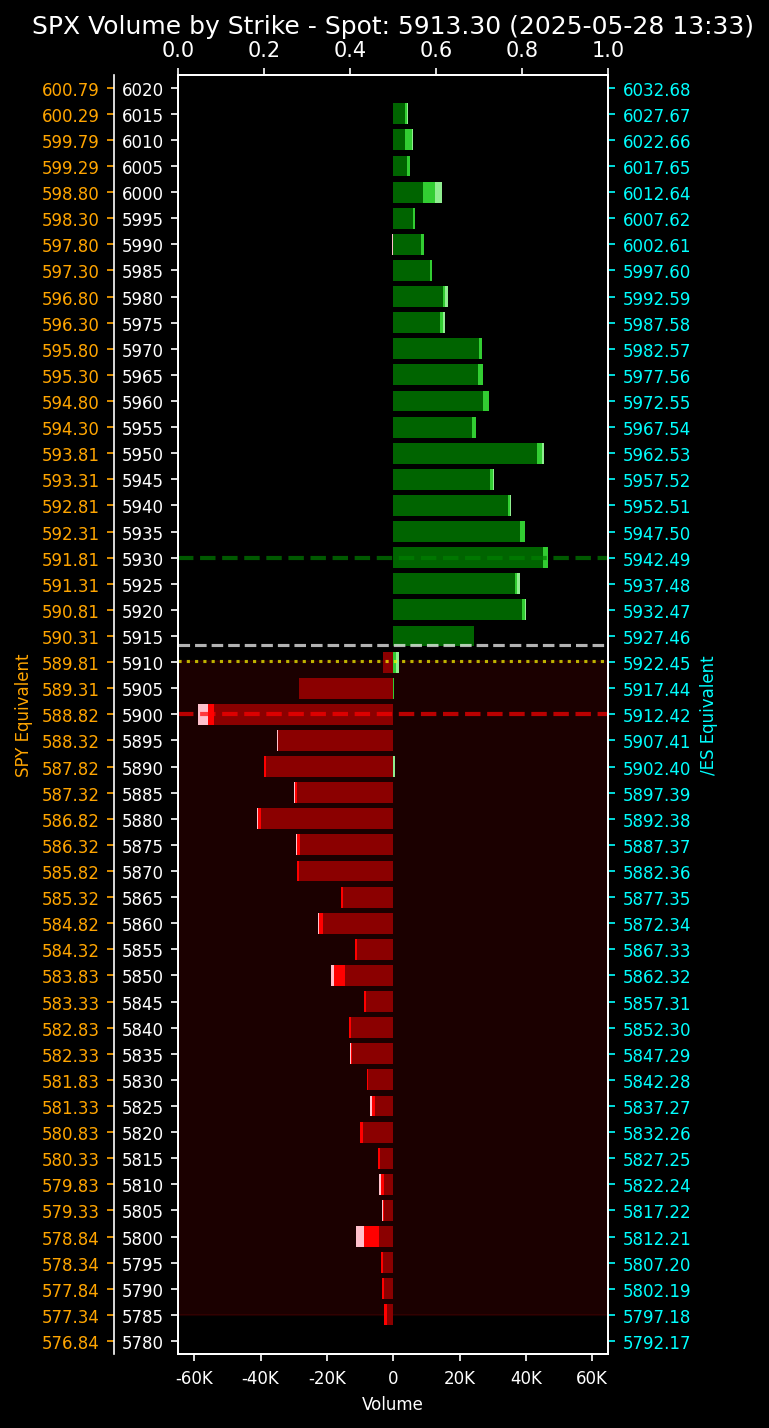 SPX Volume by Strike - Spot: 5913.30 (2025-05-28 13:33)
0.0 0.2 0.4 0.6 0.8 1.0
600.79 6020 6032.68
600.29 6015 6027.67
599.79 6010 6022.66
599.29 6005 6017.65
598.80 6000 6012.64
598.30 5995 6007.62
597.80 5990 6002.61
597.30 5985 5997.60
596.80 5980 5992.59
596.30 5975 5987.58
595.80 5970 5982.57
595.30 5965 5977.56
594.80 5960 5972.55
594.30 5955 5967.54
593.81 5950 5962.53
593.31 5945 5957.52
592.81 5940 5952.51
592.31 5935 5947.50
591.81 5930 5942.49
591.31 5925 5937.48
590.81 5920 5932.47
590.31 5915 5927.46
589.81 5910 5922.45
589.31 5905 5917.44
588.82 5900 5912.42
588.32 5895 5907.41
587.82 5890 5902.40
587.32 5885 5897.39
586.82 5880 5892.38
586.32 5875 5887.37
585.82 5870 5882.36
585.32 5865 5877.35
584.82 5860 5872.34
584.32 5855 5867.33
583.83 5850 5862.32
583.33 5845 5857.31
582.83 5840 5852.30
582.33 5835 5847.29
581.83 5830 5842.28
581.33 5825 5837.27
580.83 5820 5832.26
580.33 5815 5827.25
579.83 5810 5822.24
579.33 5805 5817.22
578.84 5800 5812.21
578.34 5795 5807.20
577.84 5790 5802.19
577.34 5785 5797.18
576.84 5780 5792.17
SPY Equivalent
/ES Equivalent
-60K -40K -20K 0 20K 40K 60K
Volume